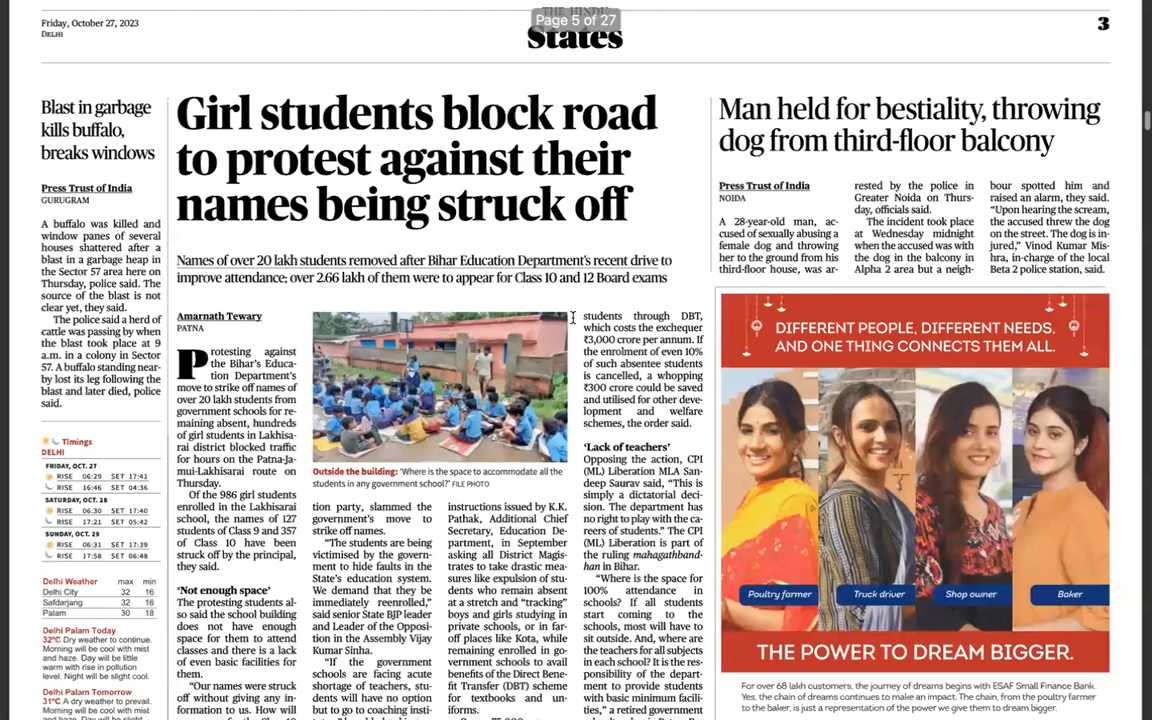 Friday, October 27, 2023
DELHI
THE HINDU
Page 5 of 27
States
3
Blast in garbage
kills buffalo,
breaks windows
Press Trust of India
GURUGRAM
A buffalo was killed and
window panes of several
houses shattered after a
blast in a garbage heap in
the Sector 57 area here on
Thursday, police said. The
source of the blast is not
clear yet, they said.
The police said a herd of
cattle was passing by when
the blast took place at 9
a.m. in a colony in Sector
57. A buffalo standing near-
by lost its leg following the
blast and later died, police
said.
Timings
DELHI
FRIDAY, OCT. 27
RISE 06:29 SET 17:41
RISE 16:46 SET 04:36
SATURDAY, OCT. 28
RISE 06:30 SET 17:40
RISE 17:21 SET 05:42
SUNDAY, OCT. 29
RISE 06:31 SET 17:39
RISE 17:58 SET 06:48
Delhi Weather max min
Delhi City 32 16
Safdarjang 32 16
Palam 30 18
Delhi Palam Today
32°C Dry weather to continue.
Morning will be cool with mist
and haze. Day will be little
warm with rise in pollution
level. Night will be slight cool.
Delhi Palam Tomorrow
31°C A dry weather to prevail.
Morning will be cool with mist
and haze. Day will be slight
Girl students block road
to protest against their
names being struck off
Names of over 20 lakh students removed after Bihar Education Department's recent drive to
improve attendance; over 2.66 lakh of them were to appear for Class 10 and 12 Board exams
Amarnath Tewary
PATNA
Protesting against
the Bihar's Educa-
tion Department's
move to strike off names of
over 20 lakh students from
government schools for re-
maining absent, hundreds
of girl students in Lakhisa-
rai district blocked traffic
for hours on the Patna-Ja-
mui-Lakhisarai route on
Thursday.
Of the 986 girl students
enrolled in the Lakhisarai
school, the names of 127
students of Class 9 and 357
of Class 10 have been
struck off by the principal,
they said.
'Not enough space'
The protesting students al-
so said the school building
does not have enough
space for them to attend
classes and there is a lack
of even basic facilities for
them.
"Our names were struck
off without giving any in-
formation to us. How will
Outside the building: 'Where is the space to accommodate all the
students in any government school?' FILE PHOTO
tion party, slammed the
government's move to
strike off names.
"The students are being
victimised by the govern-
ment to hide faults in the
State's education system.
We demand that they be
immediately reenrolled,"
said senior State BJP leader
and Leader of the Opposi-
tion in the Assembly Vijay
Kumar Sinha.
"If the government
schools are facing acute
shortage of teachers, stu-
dents will have no option
but to go to coaching insti-
instructions issued by K.K.
Pathak, Additional Chief
Secretary, Education De-
partment, in September
asking all District Magis-
trates to take drastic mea-
sures like expulsion of stu-
dents who remain absent
at a stretch and "tracking"
boys and girls studying in
private schools, or in far-
off places like Kota, while
remaining enrolled in go-
vernment schools to avail
benefits of the Direct Bene-
fit Transfer (DBT) scheme
for textbooks and un-
iforms.
students through DBT,
which costs the exchequer
₹3,000 crore per annum. If
the enrolment of even 10%
of such absentee students
is cancelled, a whopping
₹300 crore could be saved
and utilised for other deve-
lopment and welfare
schemes, the order said.
'Lack of teachers'
Opposing the action, CPI
(ML) Liberation MLA San-
deep Saurav said, "This is
simply a dictatorial deci-
sion. The department has
no right to play with the ca-
reers of students." The CPI
(ML) Liberation is part of
the ruling mahagathband-
han in Bihar.
"Where is the space for
100% attendance in
schools? If all students
start coming to the
schools, most will have to
sit outside. And, where are
the teachers for all subjects
in each school? It is the res-
ponsibility of the depart-
ment to provide students
with basic minimum facili-
ties," a retired government
Man held for bestiality, throwing
dog from third-floor balcony
Press Trust of India
NOIDA
A 28-year-old man, ac-
cused of sexually abusing a
female dog and throwing
her to the ground from his
third-floor house, was ar-
rested by the police in
Greater Noida on Thurs-
day, officials said.
The incident took place
at Wednesday midnight
when the accused was with
the dog in the balcony in
Alpha 2 area but a neigh-
bour spotted him and
raised an alarm, they said.
"Upon hearing the scream,
the accused threw the dog
on the street. The dog is in-
jured," Vinod Kumar Mis-
hra, in-charge of the local
Beta 2 police station, said.
DIFFERENT PEOPLE, DIFFERENT NEEDS.
AND ONE THING CONNECTS THEM ALL.
Poultry farmer
Truck driver
Shop owner
Baker
THE POWER TO DREAM BIGGER.
For over 68 lakh customers, the journey of dreams begins with ESAF Small Finance Bank.
Yes, the chain of dreams continues to make an impact. The chain, from the poultry farmer
to the baker, is just a representation of the power we give them to dream bigger.